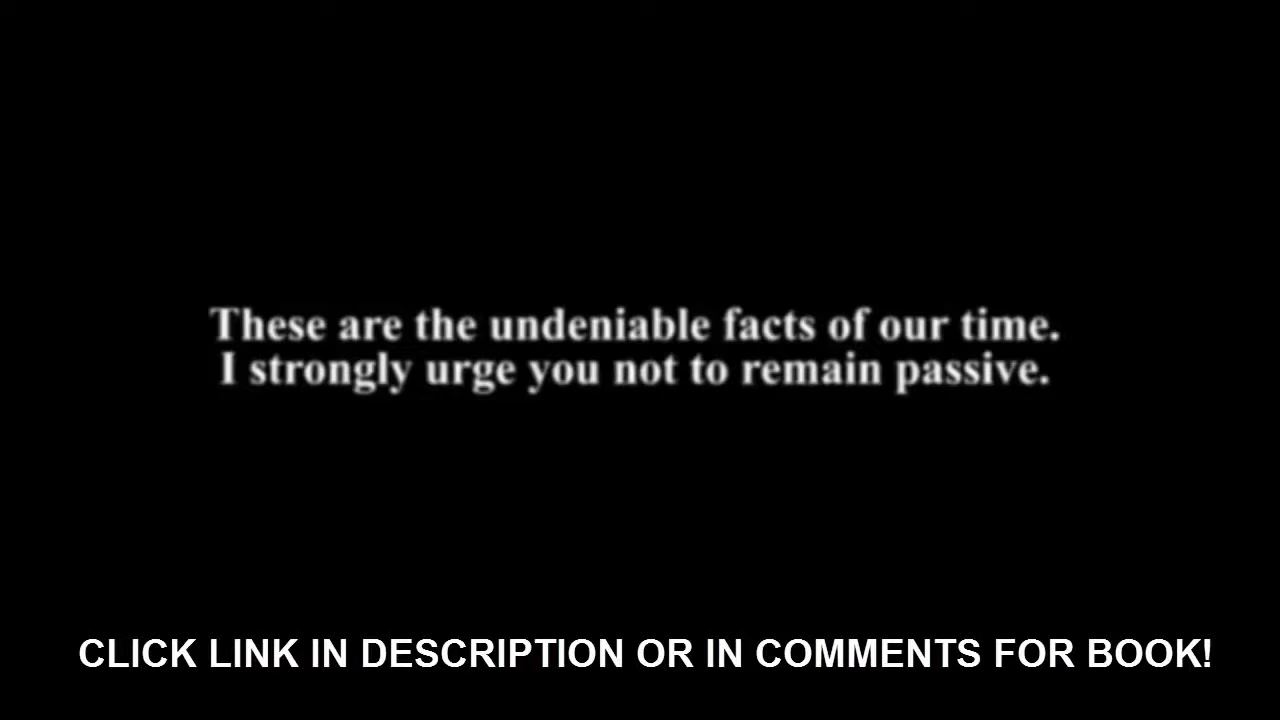 These are the undeniable facts of our time.
I strongly urge you not to remain passive.
CLICK LINK IN DESCRIPTION OR IN COMMENTS FOR BOOK!